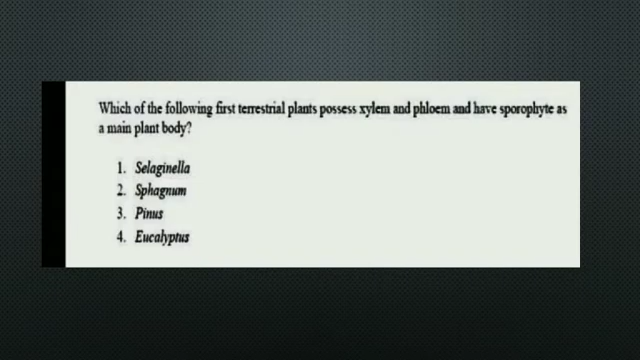 Which of the following first terrestrial plants possess xylem and phloem and have sporophyte as
a main plant body?
1. Selaginella
2. Sphagnum
3. Pinus
4. Eucalyptus